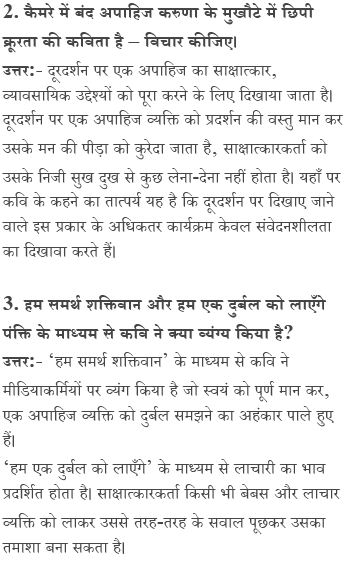 2. कैमरे में बंद अपाहिज करुणा के मुखौटे में छिपी
क्रूरता की कविता है – विचार कीजिए।
उत्तर:- दूरदर्शन पर एक अपाहिज का साक्षात्कार,
व्यावसायिक उद्देश्यों को पूरा करने के लिए दिखाया जाता है।
दूरदर्शन पर एक अपाहिज व्यक्ति को प्रदर्शन की वस्तु मान कर
उसके मन की पीड़ा को कुरेदा जाता है, साक्षात्कारकर्ता को
उसके निजी सुख दुख से कुछ लेना-देना नहीं होता है। यहाँ पर
कवि के कहने का तात्पर्य यह है कि दूरदर्शन पर दिखाए जाने
वाले इस प्रकार के अधिकतर कार्यक्रम केवल संवेदनशीलता
का दिखावा करते हैं।
3. हम समर्थ शक्तिवान और हम एक दुर्बल को लाएँगे
पंक्ति के माध्यम से कवि ने क्या व्यंग्य किया है?
उत्तर:- ‘हम समर्थ शक्तिवान’ के माध्यम से कवि ने
मीडियाकर्मियों पर व्यंग किया है जो स्वयं को पूर्ण मान कर,
एक अपाहिज व्यक्ति को दुर्बल समझने का अहंकार पाले हुए
हैं।
‘हम एक दुर्बल को लाएँगे’ के माध्यम से लाचारी का भाव
प्रदर्शित होता है। साक्षात्कारकर्ता किसी भी बेबस और लाचार
व्यक्ति को लाकर उससे तरह-तरह के सवाल पूछकर उसका
तमाशा बना सकता है।